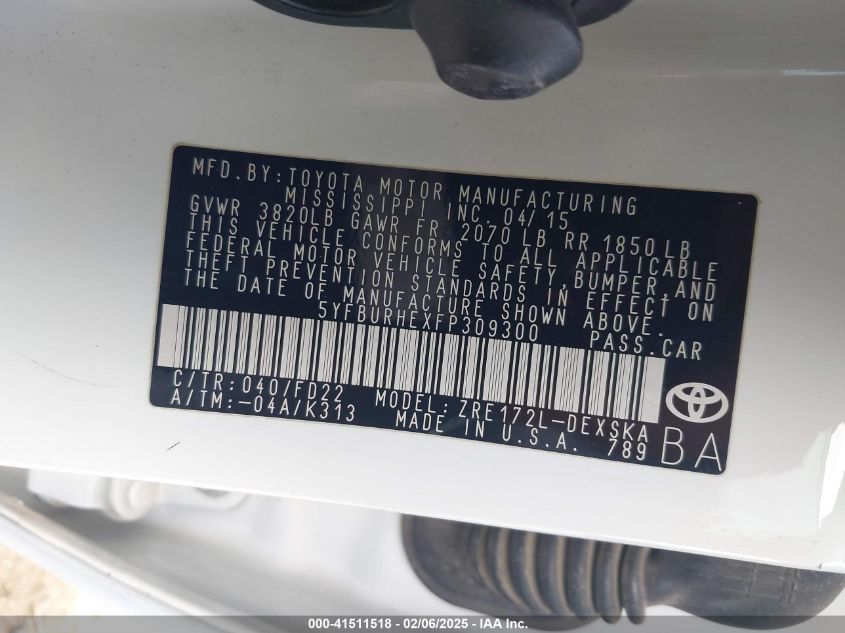 MFD.BY:TOYOTA MOTOR MANUFACTURING
MISSISSIPPI INC. 04/15
GVWR 3820LB GAWR FR 2070 LB RR 1850 LB
THIS VEHICLE CONFORMS TO ALL APPLICABLE
FEDERAL MOTOR VEHICLE SAFETY,BUMPER AND
THEFT PREVENTION STANDARDS IN EFFECT ON
THE DATE OF MANUFACTURE SHOWN ABOVE.
5YFBURHEXFP309300 PASS.CAR
C/TR:040/FD22 MODEL:ZRE172L-DEXSKA
A/TM:-04A/K313 MADE IN U.S.A. 789
BA
000-41511518 - 02/06/2025 - IAA Inc.